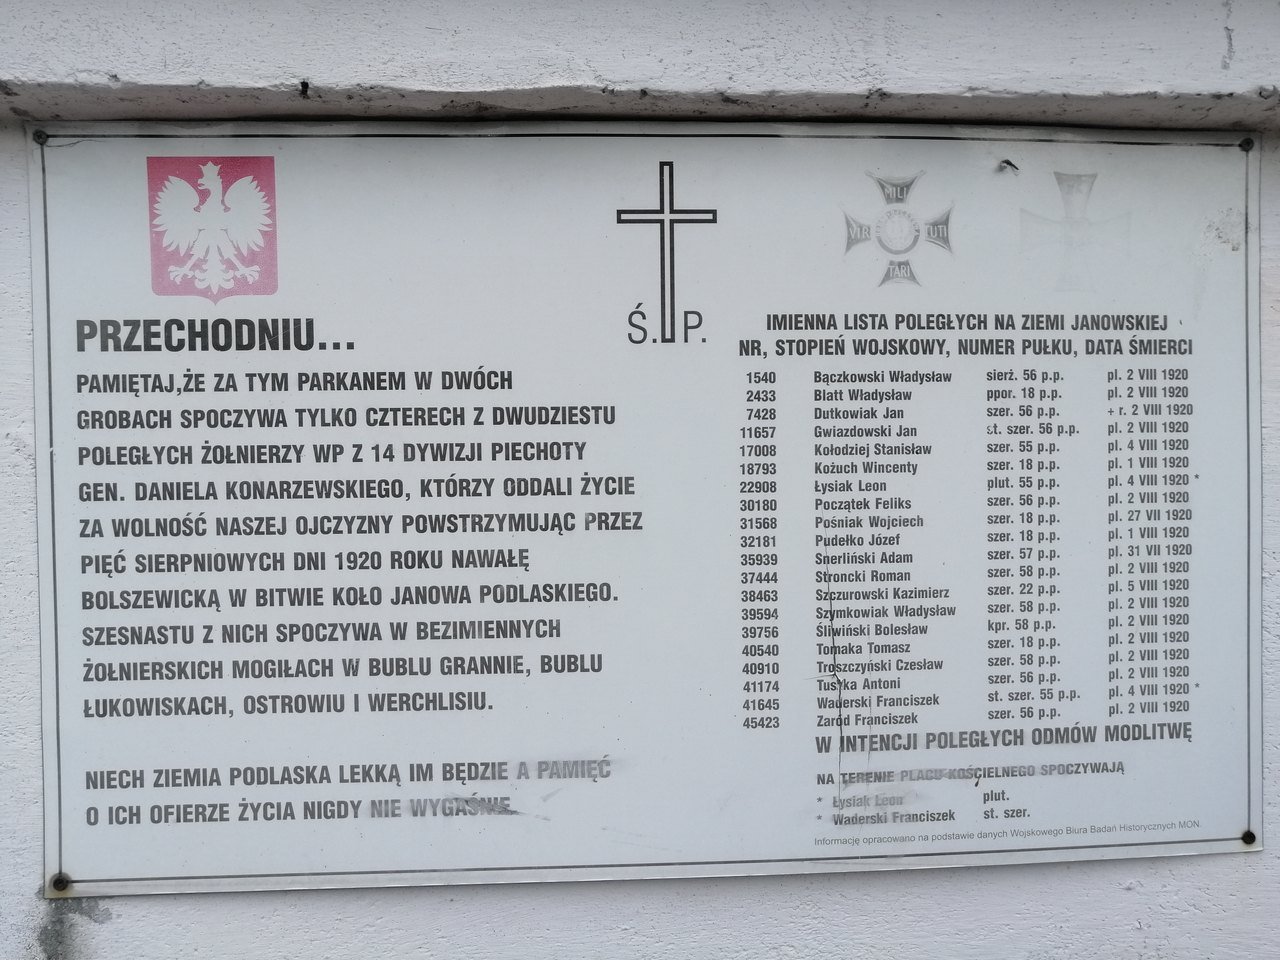 PRZECHODNIU...
PAMIĘTAJ,ŻE ZA TYM PARKANEM W DWÓCH
GROBACH SPOCZYWA TYLKO CZTERECH Z DWUDZIESTU
POLEGŁYCH ŻOŁNIERZY WP Z 14 DYWIZJI PIECHOTY
GEN. DANIELA KONARZEWSKIEGO, KTÓRZY ODDALI ŻYCIE
ZA WOLNOŚĆ NASZEJ OJCZYZNY POWSTRZYMUJĄC PRZEZ
PIĘĆ SIERPNIOWYCH DNI 1920 ROKU NAWAŁĘ
BOLSZEWICKĄ W BITWIE KOŁO JANOWA PODLASKIEGO.
SZESNASTU Z NICH SPOCZYWA W BEZIMIENNYCH
ŻOŁNIERSKICH MOGIŁACH W BUBLU GRANNIE, BUBLU
ŁUKOWISKACH, OSTROWIU I WERCHLISIU.
NIECH ZIEMIA PODLASKA LEKKĄ IM BĘDZIE A PAMIĘĆ
O ICH OFIERZE ŻYCIA NIGDY NIE WYGAŚNIE
Ś.P.
MILI
VIR TUTI
TARI
IMIENNA LISTA POLEGŁYCH NA ZIEMI JANOWSKIEJ
NR, STOPIEŃ WOJSKOWY, NUMER PUŁKU, DATA ŚMIERCI
1540 Bączkowski Władysław sierż. 56 p.p. pl. 2 VIII 1920
2433 Blatt Władysław ppor. 18 p.p. pl. 2 VIII 1920
7428 Dutkowiak Jan szer. 56 p.p. + r. 2 VIII 1920
11657 Gwiazdowski Jan st. szer. 56 p.p. pl. 2 VIII 1920
17008 Kołodziej Stanisław szer. 55 p.p. pl. 4 VIII 1920
18793 Kożuch Wincenty szer. 18 p.p. pl. 1 VIII 1920
22908 Łysiak Leon plut. 55 p.p. pl. 4 VIII 1920 *
30180 Początek Feliks szer. 56 p.p. pl. 2 VIII 1920
31568 Pośniak Wojciech szer. 18 p.p. pl. 27 VII 1920
32181 Pudełko Józef szer. 18 p.p. pl. 1 VIII 1920
35939 Snerliński Adam szer. 57 p.p. pl. 31 VII 1920
37444 Stroncki Roman szer. 58 p.p. pl. 2 VIII 1920
38463 Szczurowski Kazimierz szer. 22 p.p. pl. 5 VIII 1920
39594 Szymkowiak Władysław szer. 58 p.p. pl. 2 VIII 1920
39756 Śliwiński Bolesław kpr. 58 p.p. pl. 2 VIII 1920
40540 Tomaka Tomasz szer. 18 p.p. pl. 2 VIII 1920
40910 Troszczyński Czesław szer. 58 p.p. pl. 2 VIII 1920
41174 Antoni szer. 56 p.p. pl. 2 VIII 1920
41645 Waderski Franciszek st. szer. 55 p.p. pl. 4 VIII 1920 *
45423 Zaród Franciszek szer. 56 p.p. pl. 2 VIII 1920
W INTENCJI POLEGŁYCH ODMÓW MODLITWĘ
NA TERENIE PLACU KOŚCIELNEGO SPOCZYWAJĄ
* Łysiak Leon plut.
* Waderski Franciszek st. szer.
Informację opracowano na podstawie danych Wojskowego Biura Badań Historycznych MON.